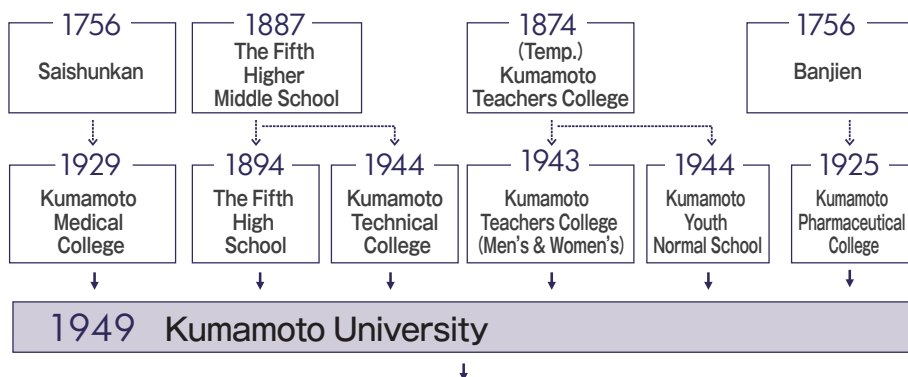 1756
Saishunkan
1887
The Fifth
Higher
Middle School
1874
(Temp.)
Kumamoto
Teachers College
1756
Banjien
1929
Kumamoto
Medical
College
1894
The Fifth
High
School
1944
Kumamoto
Technical
College
1943
Kumamoto
Teachers College
(Men's & Women's)
1944
Kumamoto
Youth
Normal School
1925
Kumamoto
Pharmaceutical
College
1949 Kumamoto University